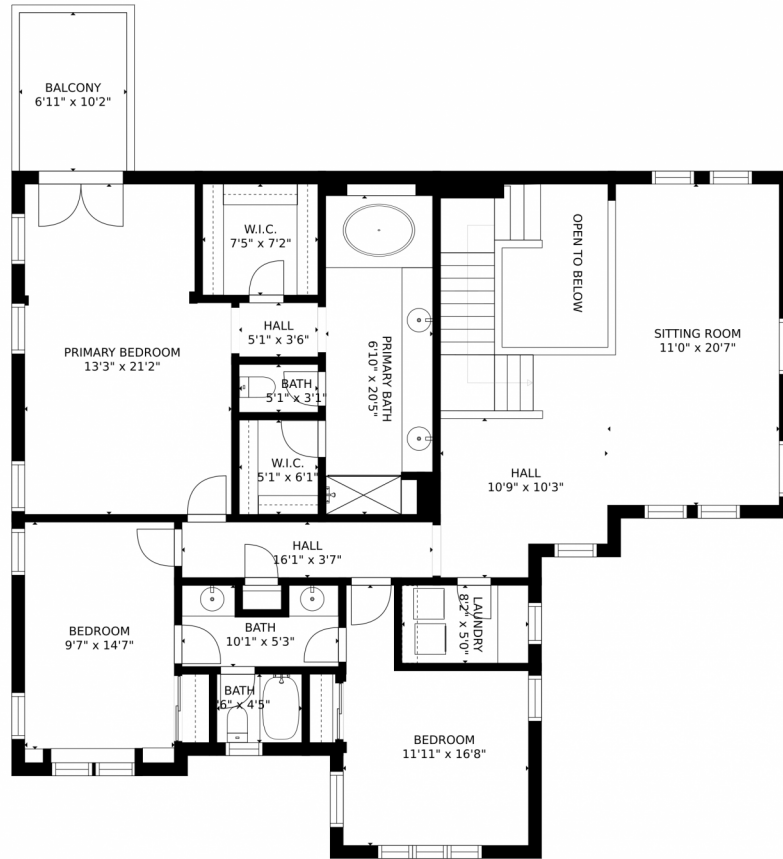 BALCONY
6'11" x 10'2"
W.I.C.
7'5" x 7'2"
OPEN TO BELOW
SITTING ROOM
11'0" x 20'7"
HALL
5'1" x 3'6"
PRIMARY BEDROOM
13'3" x 21'2"
PRIMARY BATH
6'10" x 20'5"
BATH
5'1" x 3'1"
W.I.C.
5'1" x 6'1"
HALL
10'9" x 10'3"
HALL
16'1" x 3'7"
BEDROOM
9'7" x 14'7"
BATH
10'1" x 5'3"
LAUNDRY
8'2" x 5'0"
BATH
6" x 4'5"
BEDROOM
11'11" x 16'8"